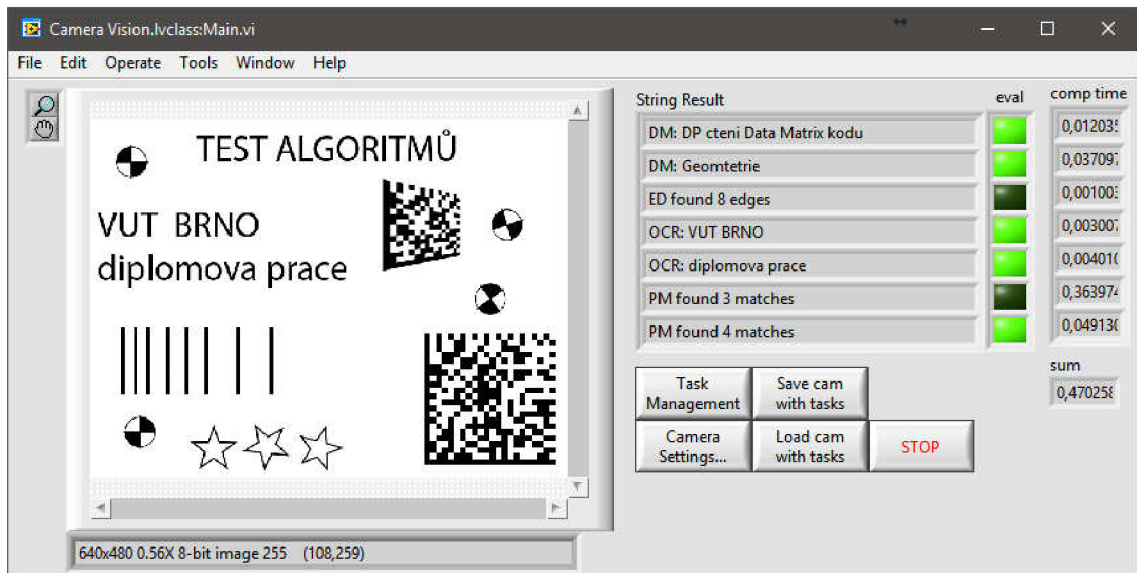 Camera Vision.lvclass:Main.vi
File Edit Operate Tools Window Help
TEST ALGORITMŮ
VUT BRNO
diplomova prace
640x480 0.56X 8-bit image 255 (108,259)
String Result eval comp time
DM: DP cteni Data Matrix kodu 0,012035
DM: Geomtetrie 0,037097
ED found 8 edges 0,001003
OCR: VUT BRNO 0,003007
OCR: diplomova prace 0,004010
PM found 3 matches 0,363974
PM found 4 matches 0,049130
sum
0,470258
Task Management
Save cam with tasks
Camera Settings...
Load cam with tasks
STOP